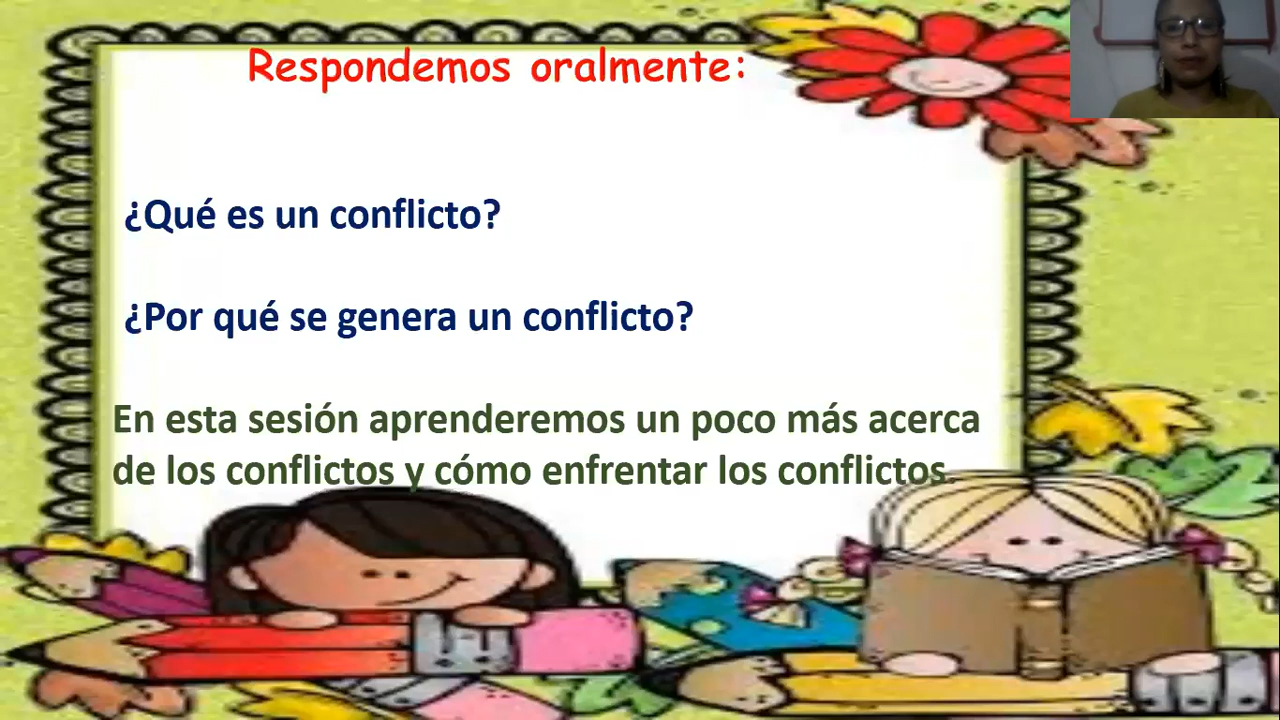 Respondemos oralmente:
¿Qué es un conflicto?
¿Por qué se genera un conflicto?
En esta sesión aprenderemos un poco más acerca
de los conflictos y cómo enfrentar los conflictos.